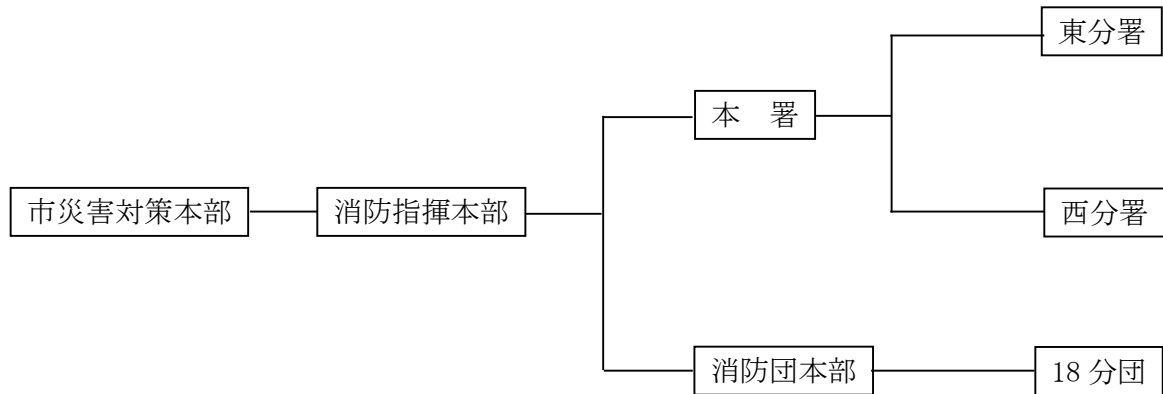 東分署
本　署
市災害対策本部
消防指揮本部
西分署
消防団本部
18 分団